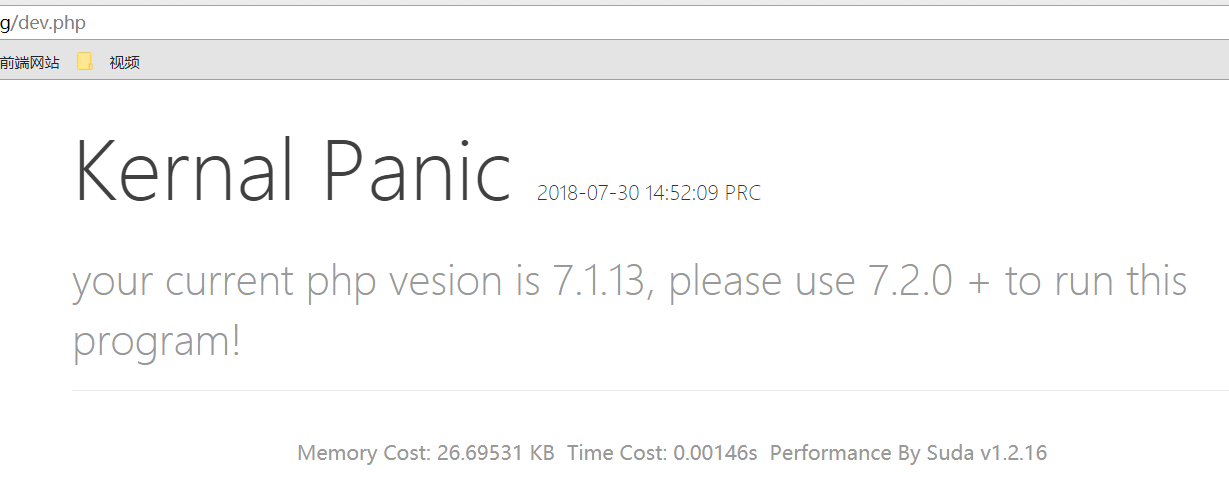 g/dev.php
前端网站 视频
Kernal Panic 2018-07-30 14:52:09 PRC
your current php vesion is 7.1.13, please use 7.2.0 + to run this
program!
Memory Cost: 26.69531 KB Time Cost: 0.00146s Performance By Suda v1.2.16